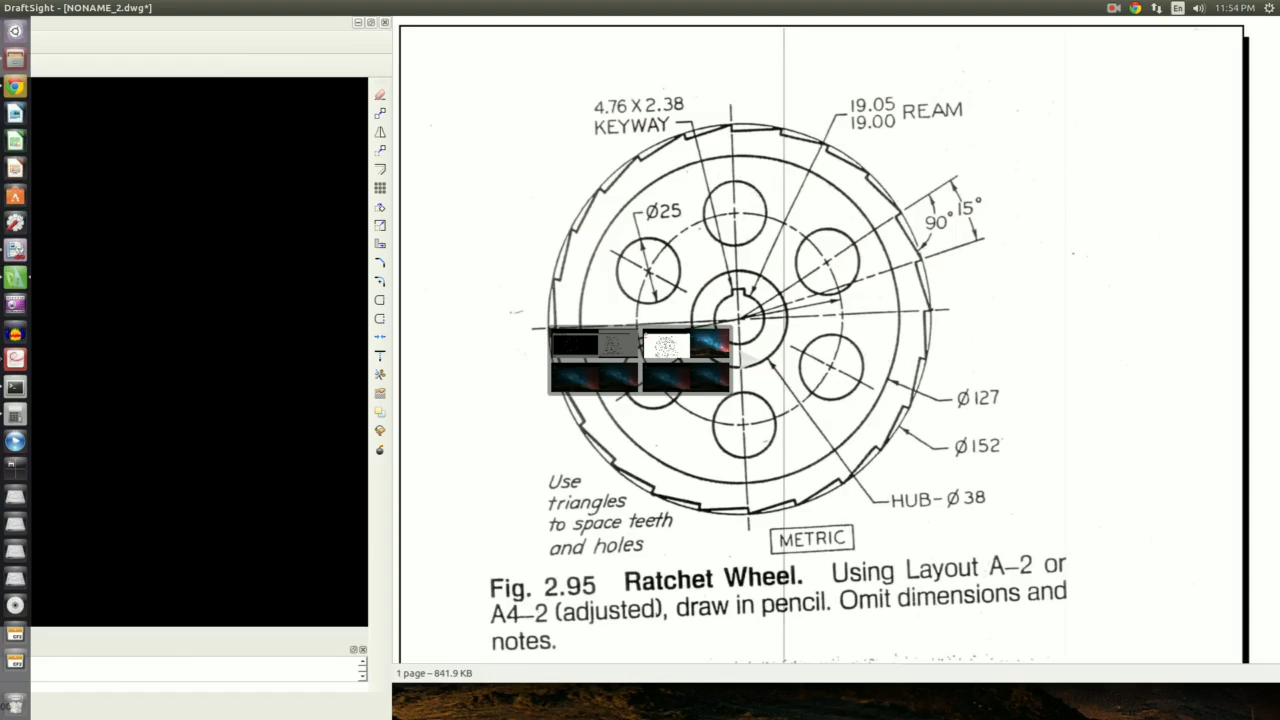 DraftSight - [NONAME_2.dwg*]
En
11:54 PM
4.76 X 2.38
KEYWAY
19.05
19.00
REAM
Ø25
90°
15°
Ø127
Ø152
HUB-Ø38
Use
triangles
to space teeth
and holes
METRIC
Fig. 2.95 Ratchet Wheel. Using Layout A–2 or
A4–2 (adjusted), draw in pencil. Omit dimensions and
notes.
1 page – 841.9 KB